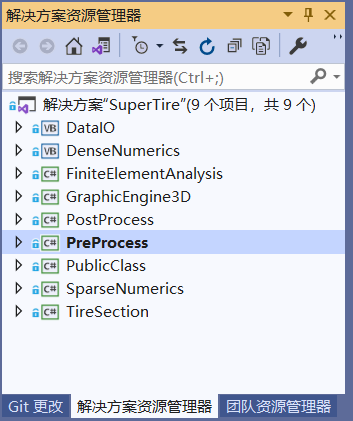 解决方案资源管理器
搜索解决方案资源管理器(Ctrl+;)
解决方案"SuperTire"(9 个项目，共 9 个)
VB DataIO
VB DenseNumerics
C# FiniteElementAnalysis
C# GraphicEngine3D
C# PostProcess
C# PreProcess
C# PublicClass
C# SparseNumerics
C# TireSection
Git 更改 解决方案资源管理器 团队资源管理器